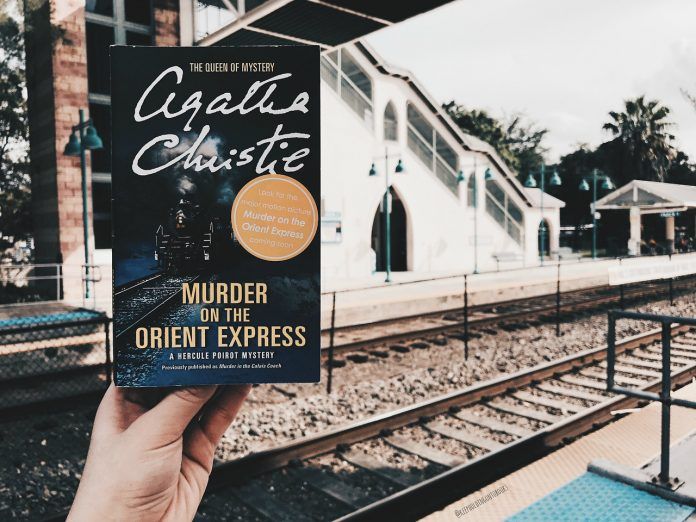 THE QUEEN OF MYSTERY
Agatha
Christie
Look for the
major motion picture
Murder on the
Orient Express
coming soon
MURDER
ON THE
ORIENT EXPRESS
A HERCULE POIROT MYSTERY
Previously published as Murder in the Calais Coach